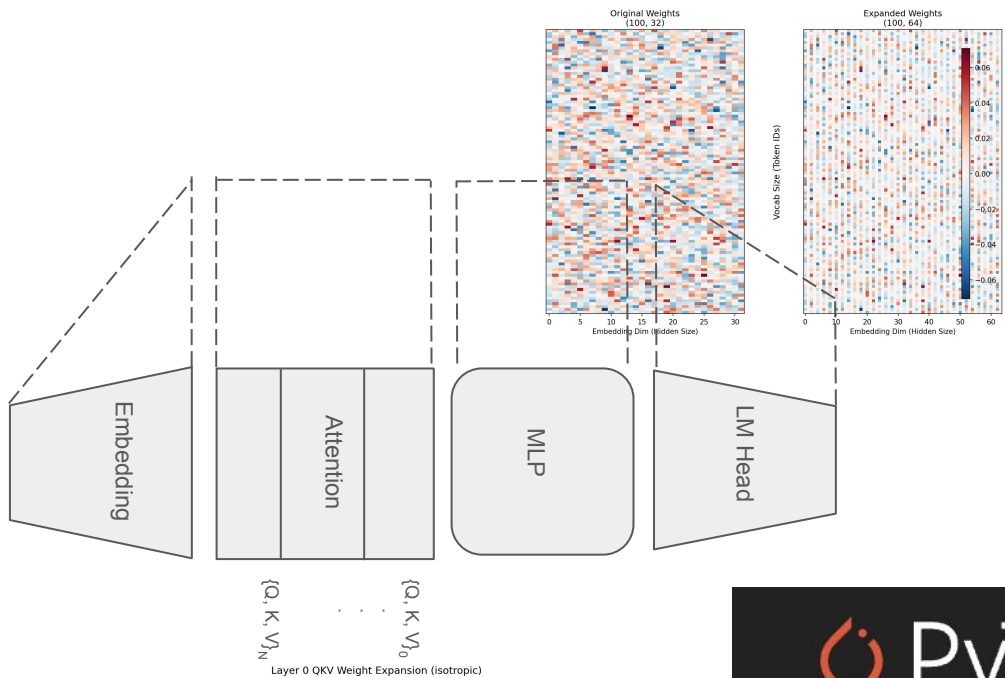 Original Weights
(100, 32)
Expanded Weights
(100, 64)
0.06
0.04
0.02
0.00
−0.02
−0.04
−0.06
Vocab Size (Token IDs)
0 5 10 15 20 25 30
Embedding Dim (Hidden Size)
0 10 20 30 40 50 60
Embedding Dim (Hidden Size)
Embedding
Attention
MLP
LM Head
{Q, K, V}N
. . .
{Q, K, V}0
Layer 0 QKV Weight Expansion (isotropic)